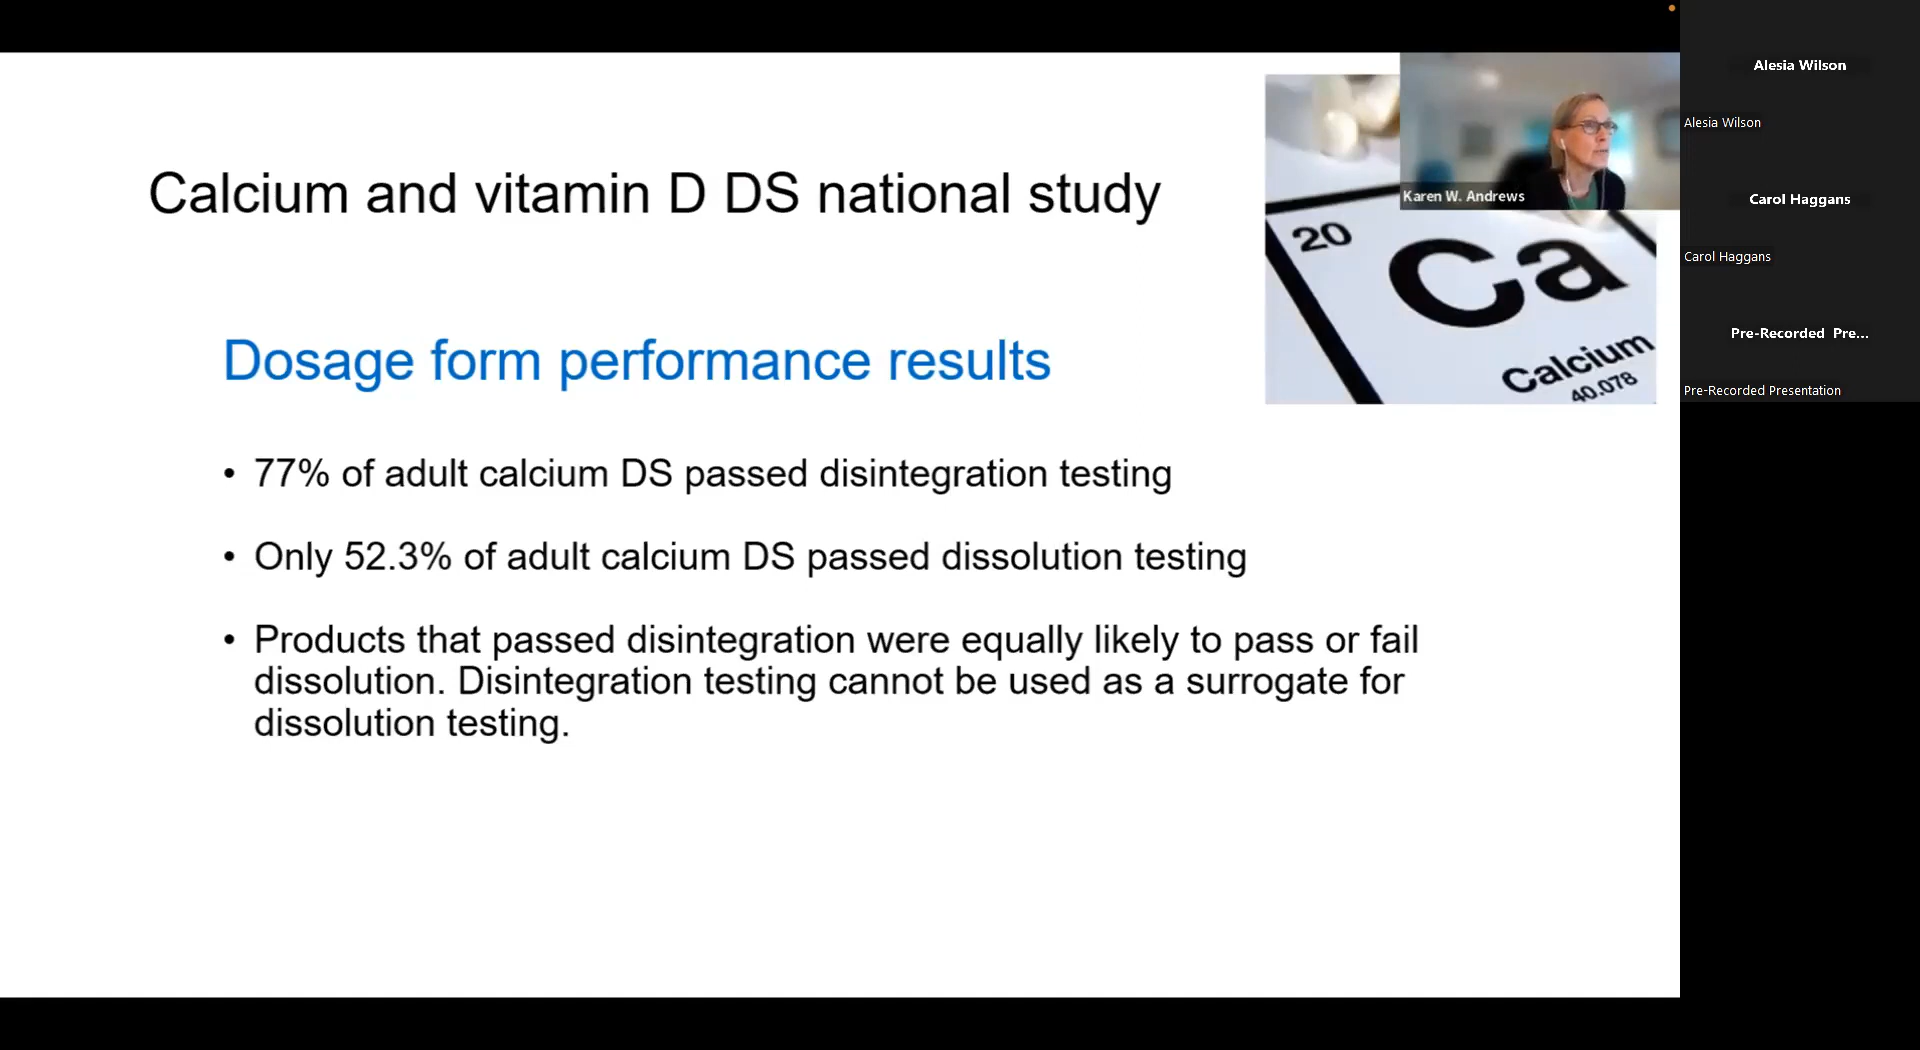 Calcium and vitamin D DS national study
Karen W. Andrews
20
Ca
Calcium
40.078
Dosage form performance results
• 77% of adult calcium DS passed disintegration testing
• Only 52.3% of adult calcium DS passed dissolution testing
• Products that passed disintegration were equally likely to pass or fail
dissolution. Disintegration testing cannot be used as a surrogate for
dissolution testing.
Alesia Wilson
Alesia Wilson
Carol Haggans
Carol Haggans
Pre-Recorded Pre...
Pre-Recorded Presentation